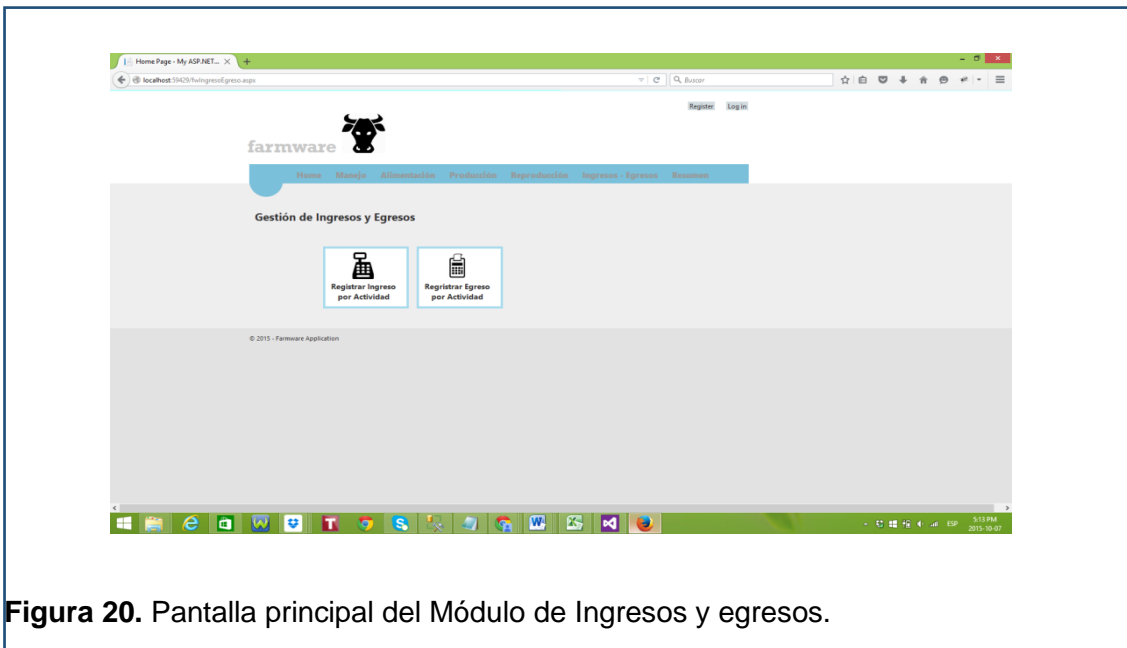 Home Page - My ASP.NET...
localhost:59429/fwIngresoEgreso.aspx
Buscar
Register Log in
farmware
Home Manejo Alimentación Producción Reproducción Ingresos - Egresos Resumen
Gestión de Ingresos y Egresos
Registrar Ingreso
por Actividad
Regristrar Egreso
por Actividad
© 2015 - Farmware Application
ESP
5:13 PM
2015-10-07
Figura 20. Pantalla principal del Módulo de Ingresos y egresos.